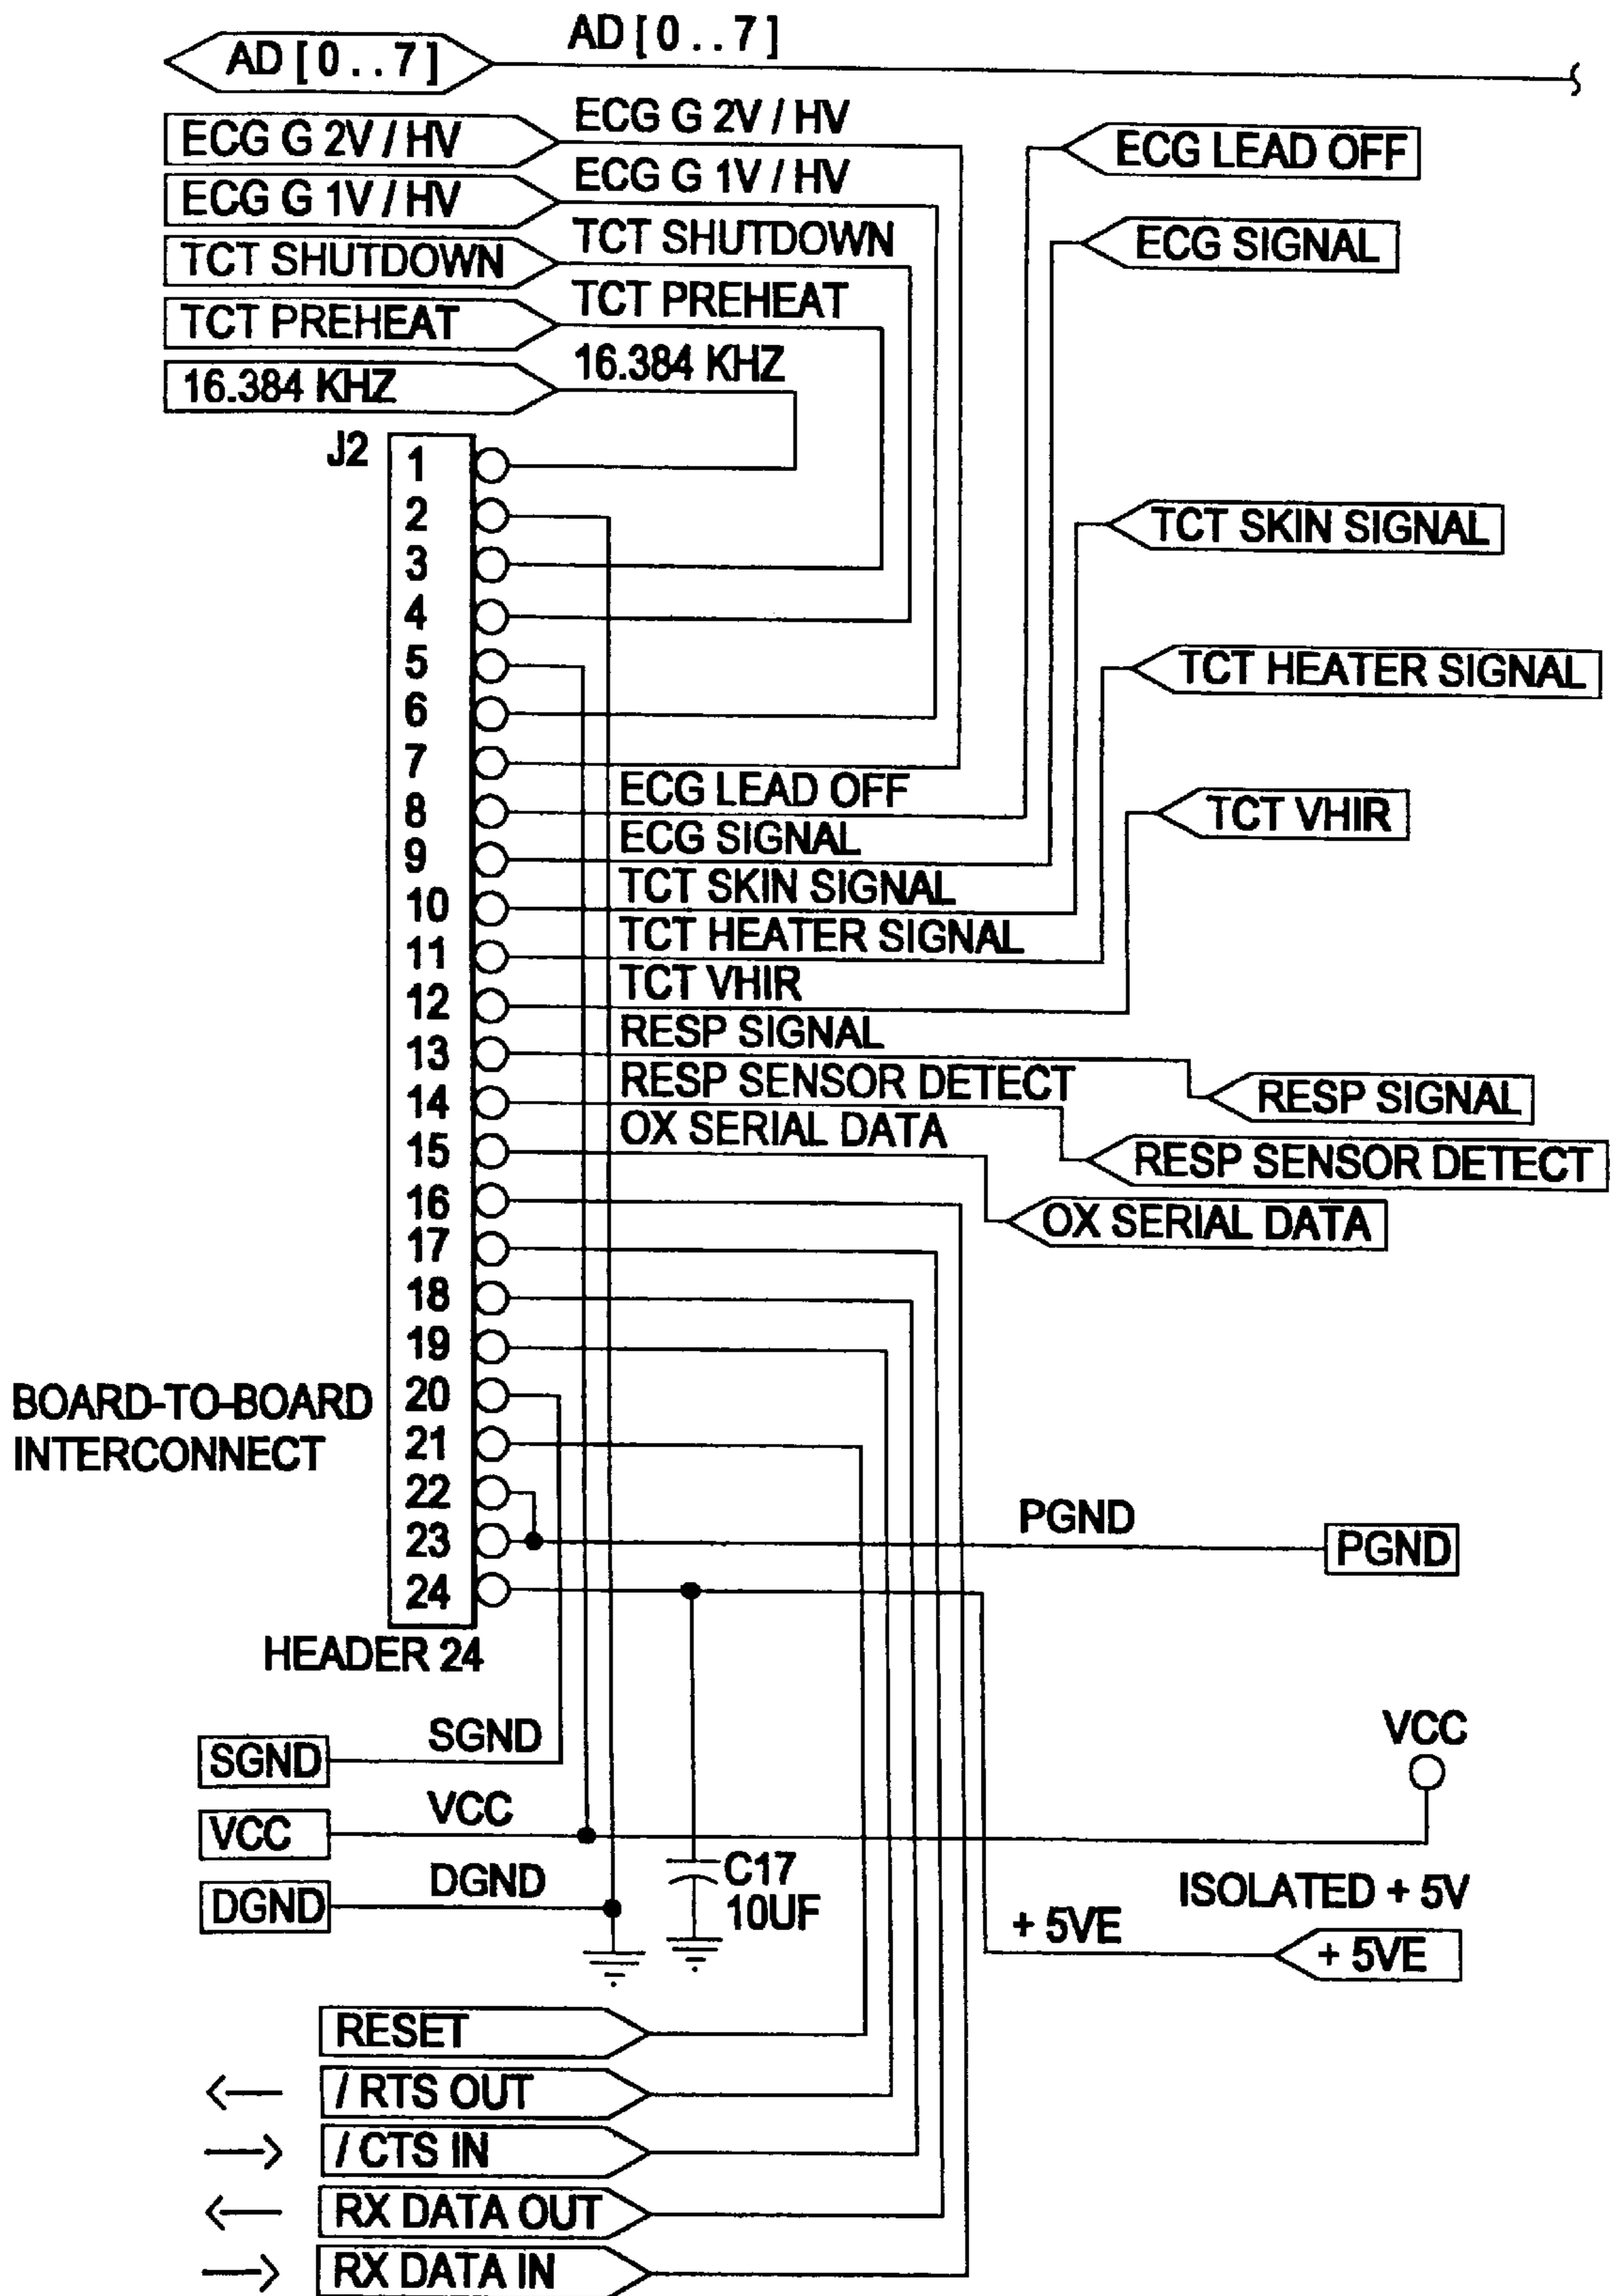 AD [ 0 . . 7 ]
AD [ 0 . . 7 ]
ECG G 2V / HV
ECG G 2V / HV
ECG LEAD OFF
ECG G 1V / HV
ECG G 1V / HV
TCT SHUTDOWN
TCT SHUTDOWN
ECG SIGNAL
TCT PREHEAT
TCT PREHEAT
16.384 KHZ
16.384 KHZ
J2
1
2
3
4
5
6
7
8
9
10
11
12
13
14
15
16
17
18
19
20
21
22
23
24
TCT SKIN SIGNAL
TCT HEATER SIGNAL
TCT VHIR
ECG LEAD OFF
ECG SIGNAL
TCT SKIN SIGNAL
TCT HEATER SIGNAL
TCT VHIR
RESP SIGNAL
RESP SENSOR DETECT
OX SERIAL DATA
RESP SIGNAL
RESP SENSOR DETECT
OX SERIAL DATA
BOARD-TO-BOARD
INTERCONNECT
PGND
PGND
HEADER 24
SGND
SGND
VCC
VCC
VCC
DGND
DGND
C17
10UF
ISOLATED + 5V
+ 5VE
+ 5VE
RESET
/ RTS OUT
/ CTS IN
RX DATA OUT
RX DATA IN